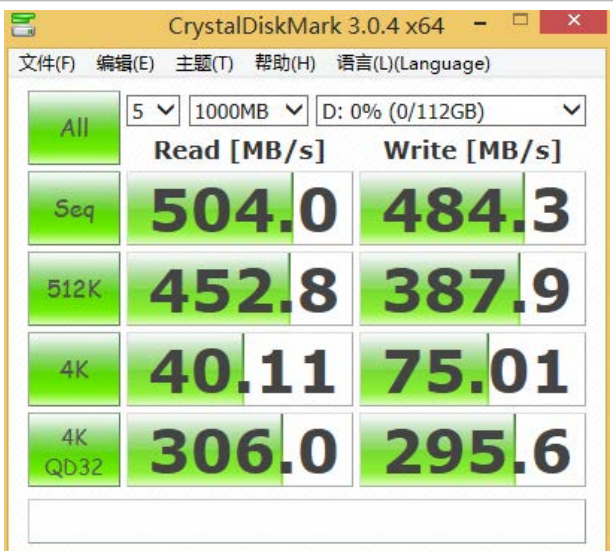 CrystalDiskMark 3.0.4 x64
文件(F) 编辑(E) 主题(T) 帮助(H) 语言(L)(Language)
All 5 1000MB D: 0% (0/112GB)
Read [MB/s] Write [MB/s]
Seq 504.0 484.3
512K 452.8 387.9
4K 40.11 75.01
4K
QD32 306.0 295.6